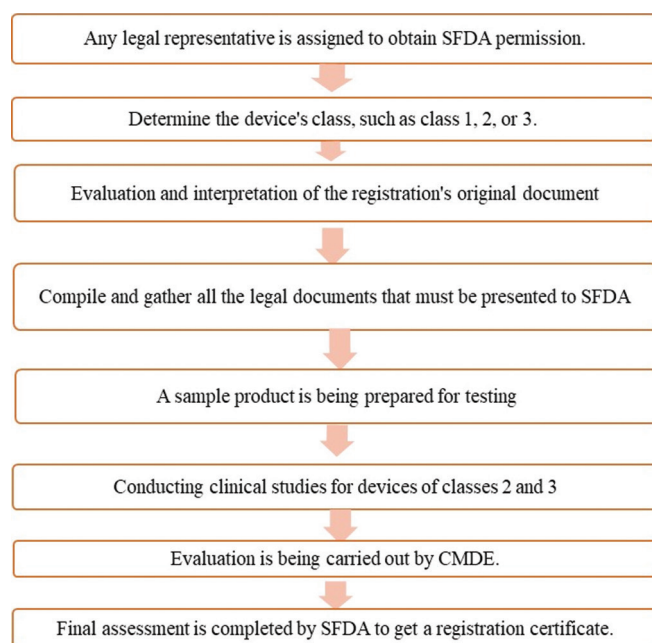 Any legal representative is assigned to obtain SFDA permission.
Determine the device's class, such as class 1, 2, or 3.
Evaluation and interpretation of the registration's original document
Compile and gather all the legal documents that must be presented to SFDA
A sample product is being prepared for testing
Conducting clinical studies for devices of classes 2 and 3
Evaluation is being carried out by CMDE.
Final assessment is completed by SFDA to get a registration certificate.